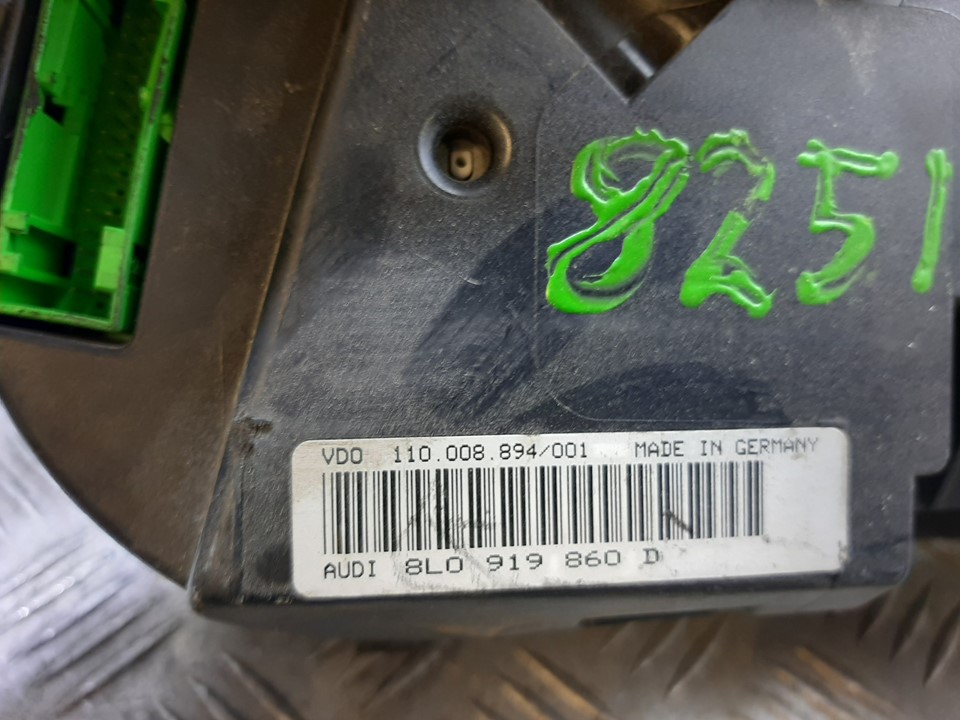 8251
VDO 110.008.894/001 MADE IN GERMANY
AUDI 8L0 919 860 D